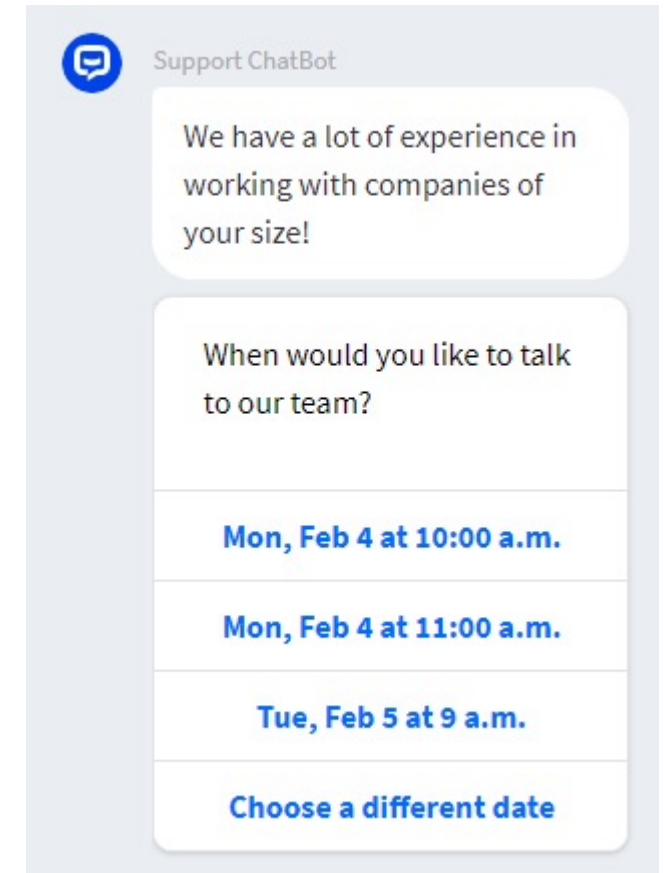 Support ChatBot
We have a lot of experience in
working with companies of
your size!
When would you like to talk
to our team?
Mon, Feb 4 at 10:00 a.m.
Mon, Feb 4 at 11:00 a.m.
Tue, Feb 5 at 9 a.m.
Choose a different date